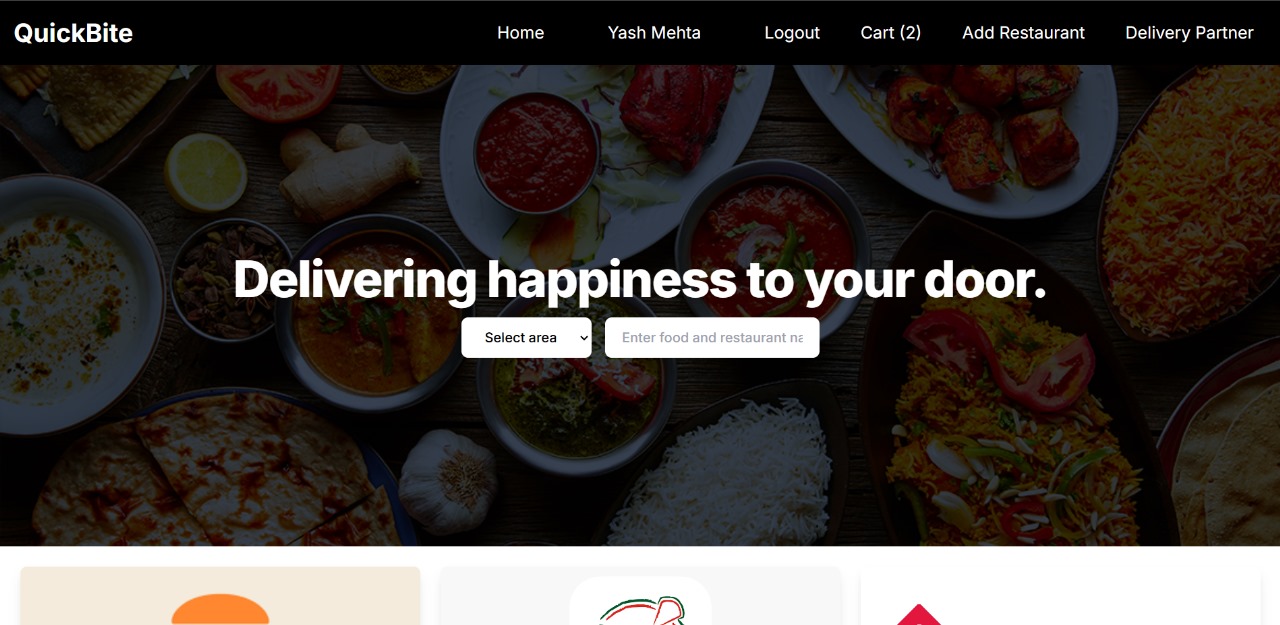 QuickBite Home Yash Mehta Logout Cart (2) Add Restaurant Delivery Partner
Delivering happiness to your door.
Select area Enter food and restaurant na